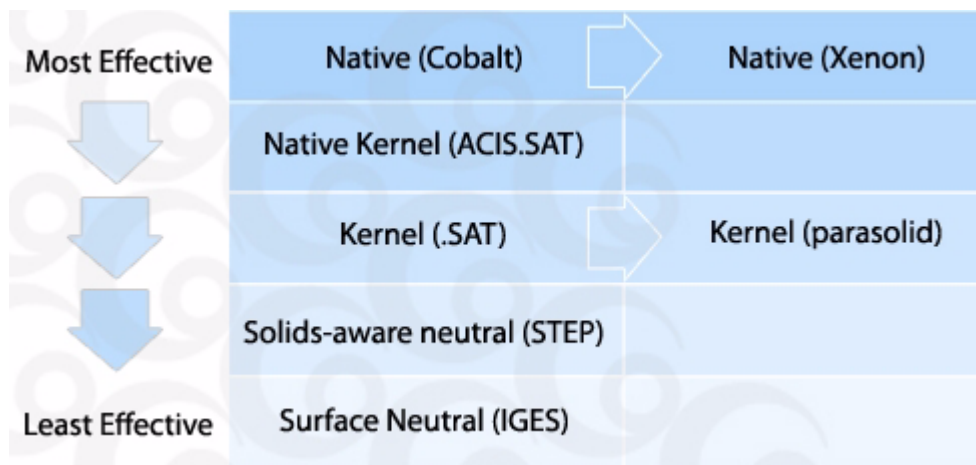 Most Effective
Native (Cobalt)
Native (Xenon)
Native Kernel (ACIS.SAT)
Kernel (.SAT)
Kernel (parasolid)
Solids-aware neutral (STEP)
Least Effective
Surface Neutral (IGES)